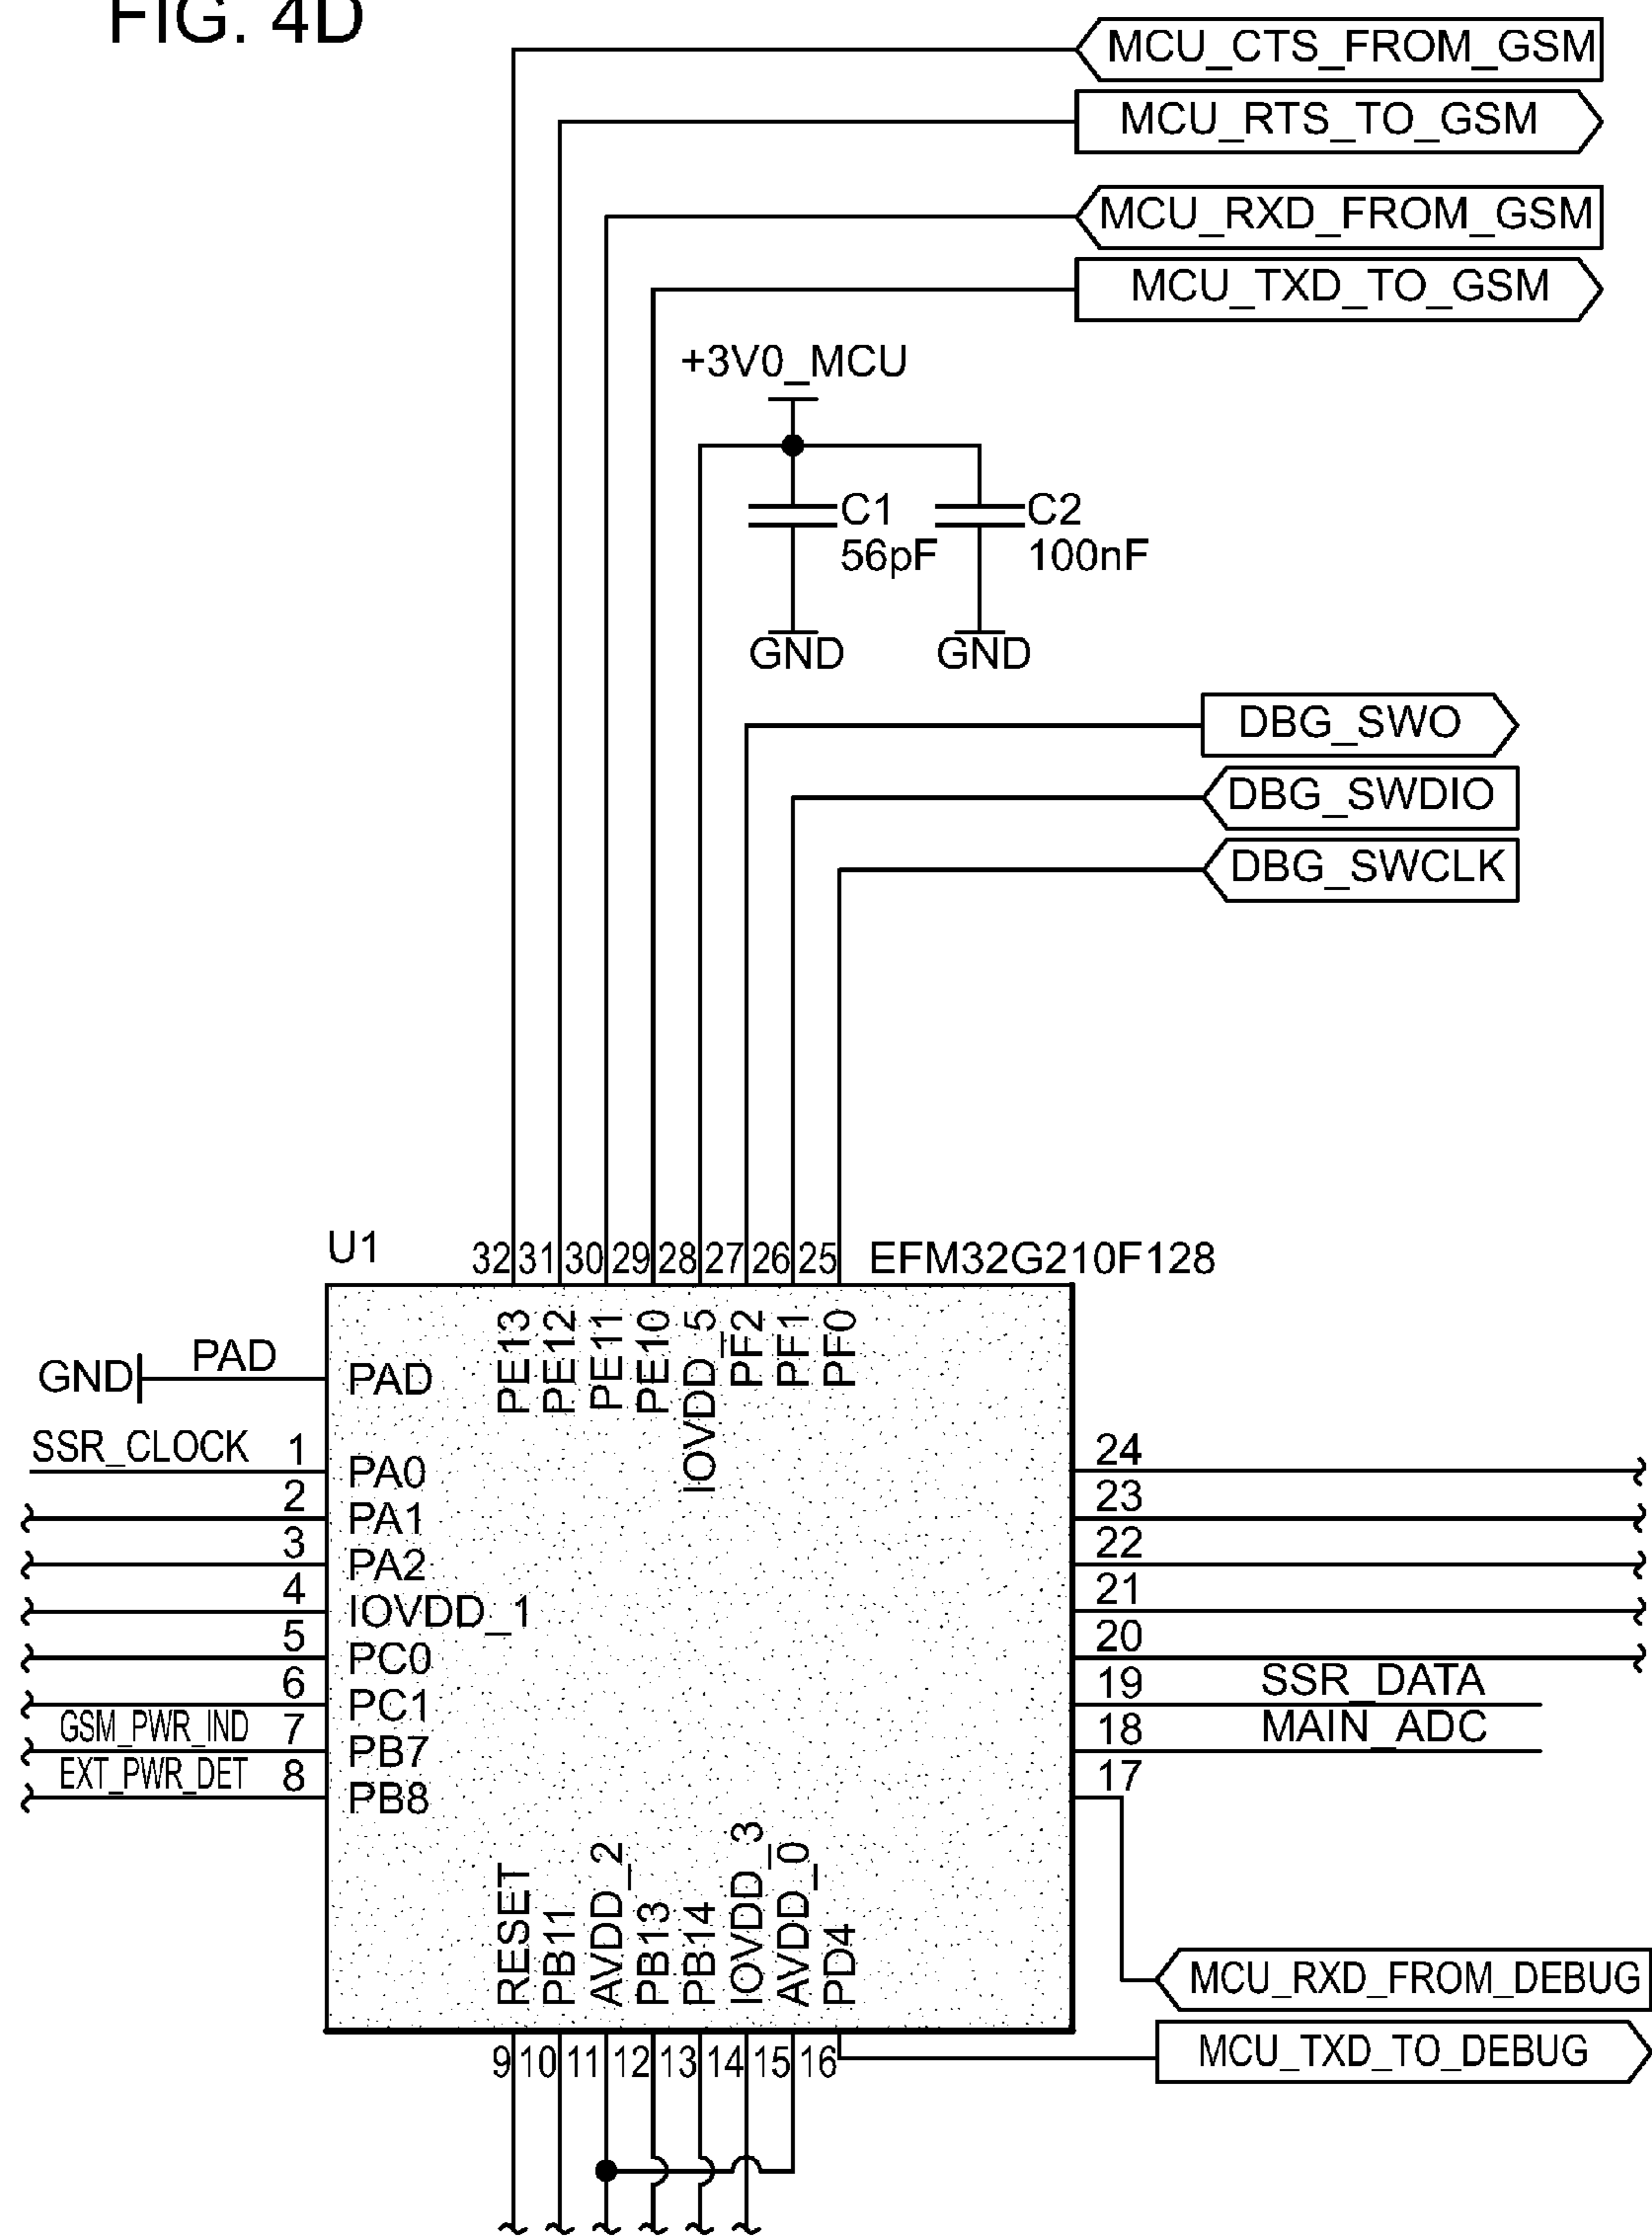 FIG. 4D
MCU_CTS_FROM_GSM
MCU_RTS_TO_GSM
MCU_RXD_FROM_GSM
MCU_TXD_TO_GSM
+3V0_MCU
C1
56pF
C2
100nF
GND
GND
DBG_SWO
DBG_SWDIO
DBG_SWCLK
U1
32
31
30
29
28
27
26
25
EFM32G210F128
PE13
PE12
PE11
PE10
IOVDD_5
PF2
PF1
PF0
GND
PAD
PAD
SSR_CLOCK
1
PA0
2
PA1
3
PA2
4
IOVDD_1
5
PC0
6
PC1
GSM_PWR_IND
7
PB7
EXT_PWR_DET
8
PB8
24
23
22
21
20
19
SSR_DATA
18
MAIN_ADC
17
RESET
PB11
AVDD_2
PB13
PB14
IOVDD_3
AVDD_0
PD4
MCU_RXD_FROM_DEBUG
MCU_TXD_TO_DEBUG
9
10
11
12
13
14
15
16